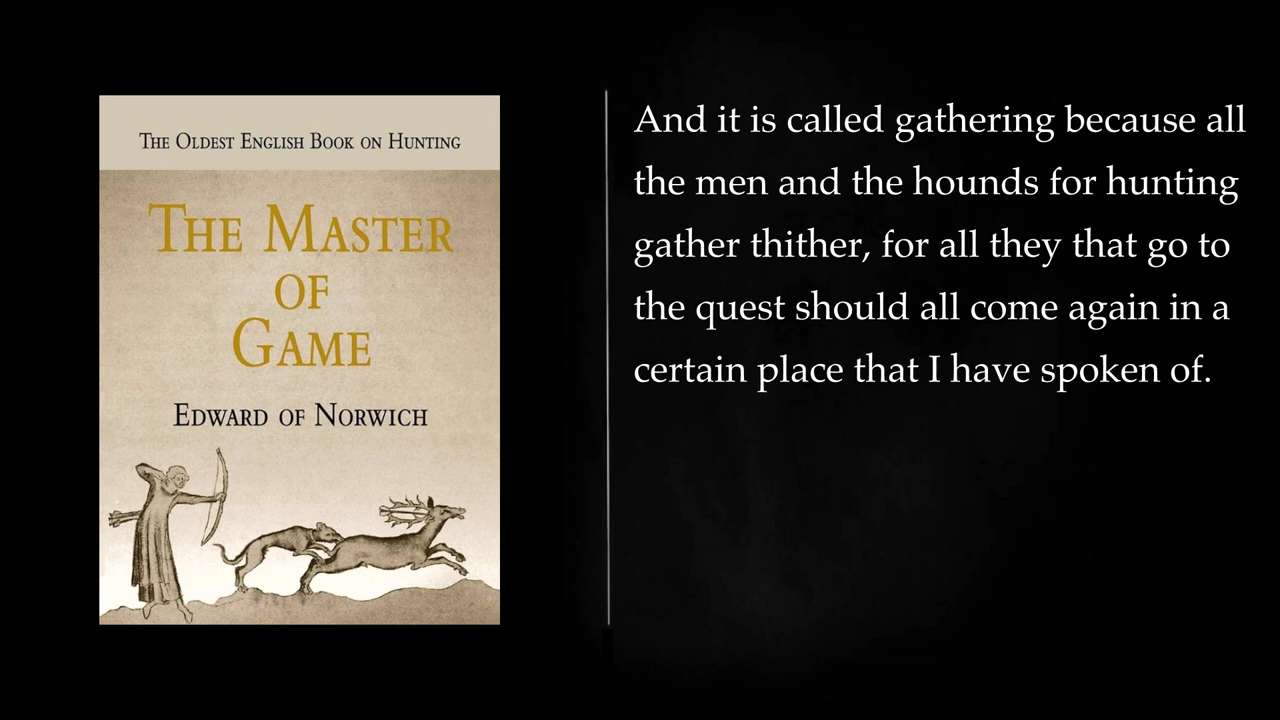 The Oldest English Book on Hunting
The Master
of
Game
Edward of Norwich
And it is called gathering because all
the men and the hounds for hunting
gather thither, for all they that go to
the quest should all come again in a
certain place that I have spoken of.